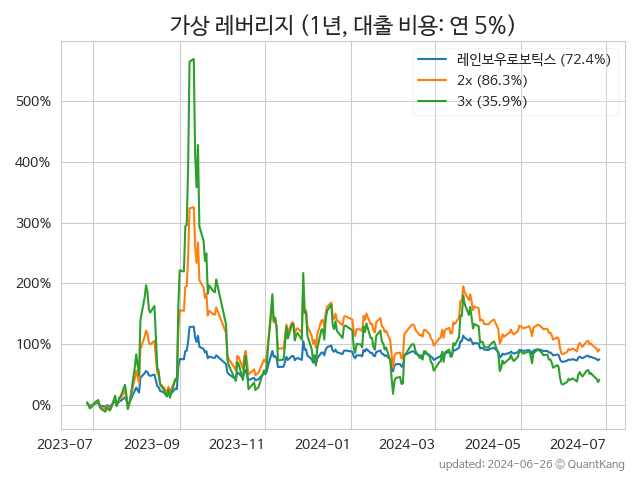 가상 레버리지 (1년, 대출 비용: 연 5%)
레인보우로보틱스 (72.4%)
2x (86.3%)
3x (35.9%)
500%
400%
300%
200%
100%
0%
2023-07 2023-09 2023-11 2024-01 2024-03 2024-05 2024-07
updated: 2024-06-26 © QuantKang